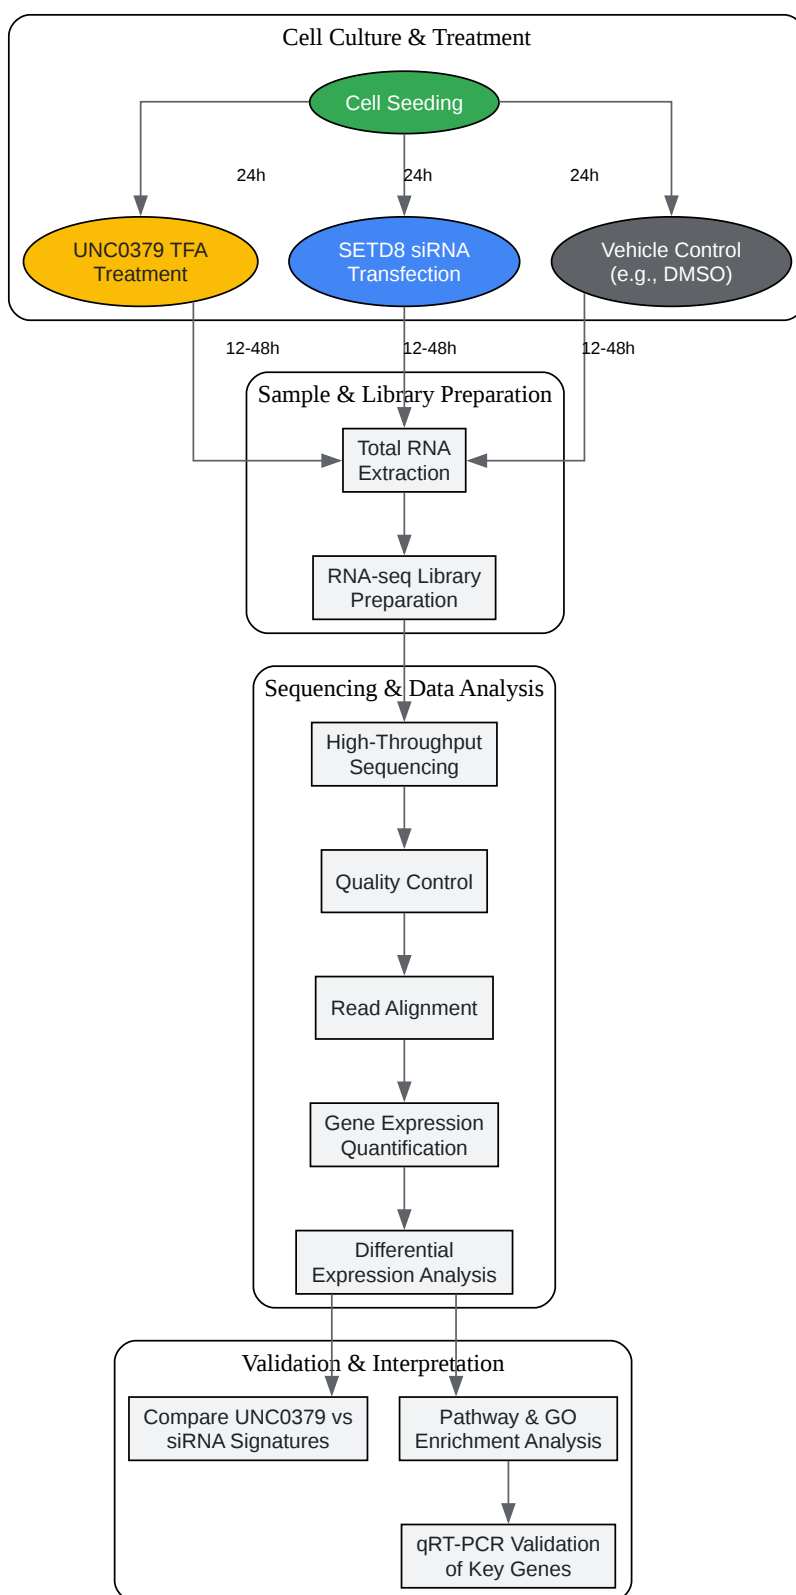 Cell Culture & Treatment
Cell Seeding
24h
24h
24h
UNC0379 TFA
Treatment
SETD8 siRNA
Transfection
Vehicle Control
(e.g., DMSO)
12-48h
12-48h
12-48h
Sample & Library Preparation
Total RNA
Extraction
RNA-seq Library
Preparation
Sequencing & Data Analysis
High-Throughput
Sequencing
Quality Control
Read Alignment
Gene Expression
Quantification
Differential
Expression Analysis
Validation & Interpretation
Compare UNC0379 vs
siRNA Signatures
Pathway & GO
Enrichment Analysis
qRT-PCR Validation
of Key Genes